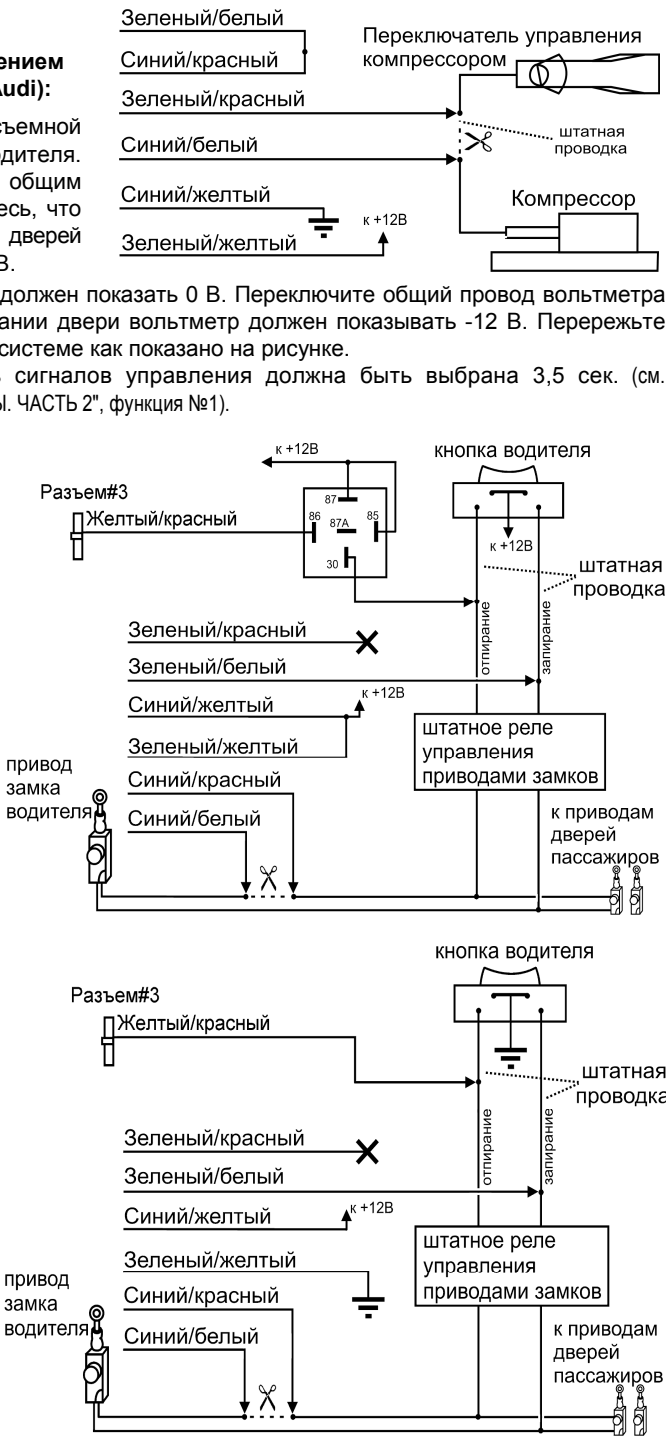 Зеленый/белый
Переключатель управления
компрессором
ением
Синий/красный
Audi):
Зеленый/красный
съемной
штатная
проводка
одителя.
Синий/белый
общим
Компрессор
Синий/желтый
есь, что
к +12В
дверей
Зеленый/желтый
В.
должен показать 0 В. Переключите общий провод вольтметра
ании двери вольтметр должен показывать -12 В. Перережьте
системе как показано на рисунке.
ь сигналов управления должна быть выбрана 3,5 сек. (см.
Ы. ЧАСТЬ 2", функция №1).
к +12В
кнопка водителя
Разъем#3
87
Желтый/красный
86
87А
85
30
к +12В
штатная
проводка
отпирание
запирание
Зеленый/красный
Зеленый/белый
Синий/желтый
к +12В
Зеленый/желтый
штатное реле
управления
приводами замков
привод
замка
водителя
Синий/красный
Синий/белый
к приводам
дверей
пассажиров
кнопка водителя
Разъем#3
Желтый/красный
штатная
проводка
отпирание
запирание
Зеленый/красный
Зеленый/белый
Синий/желтый
к +12В
Зеленый/желтый
штатное реле
управления
приводами замков
привод
замка
водителя
Синий/красный
Синий/белый
к приводам
дверей
пассажиров